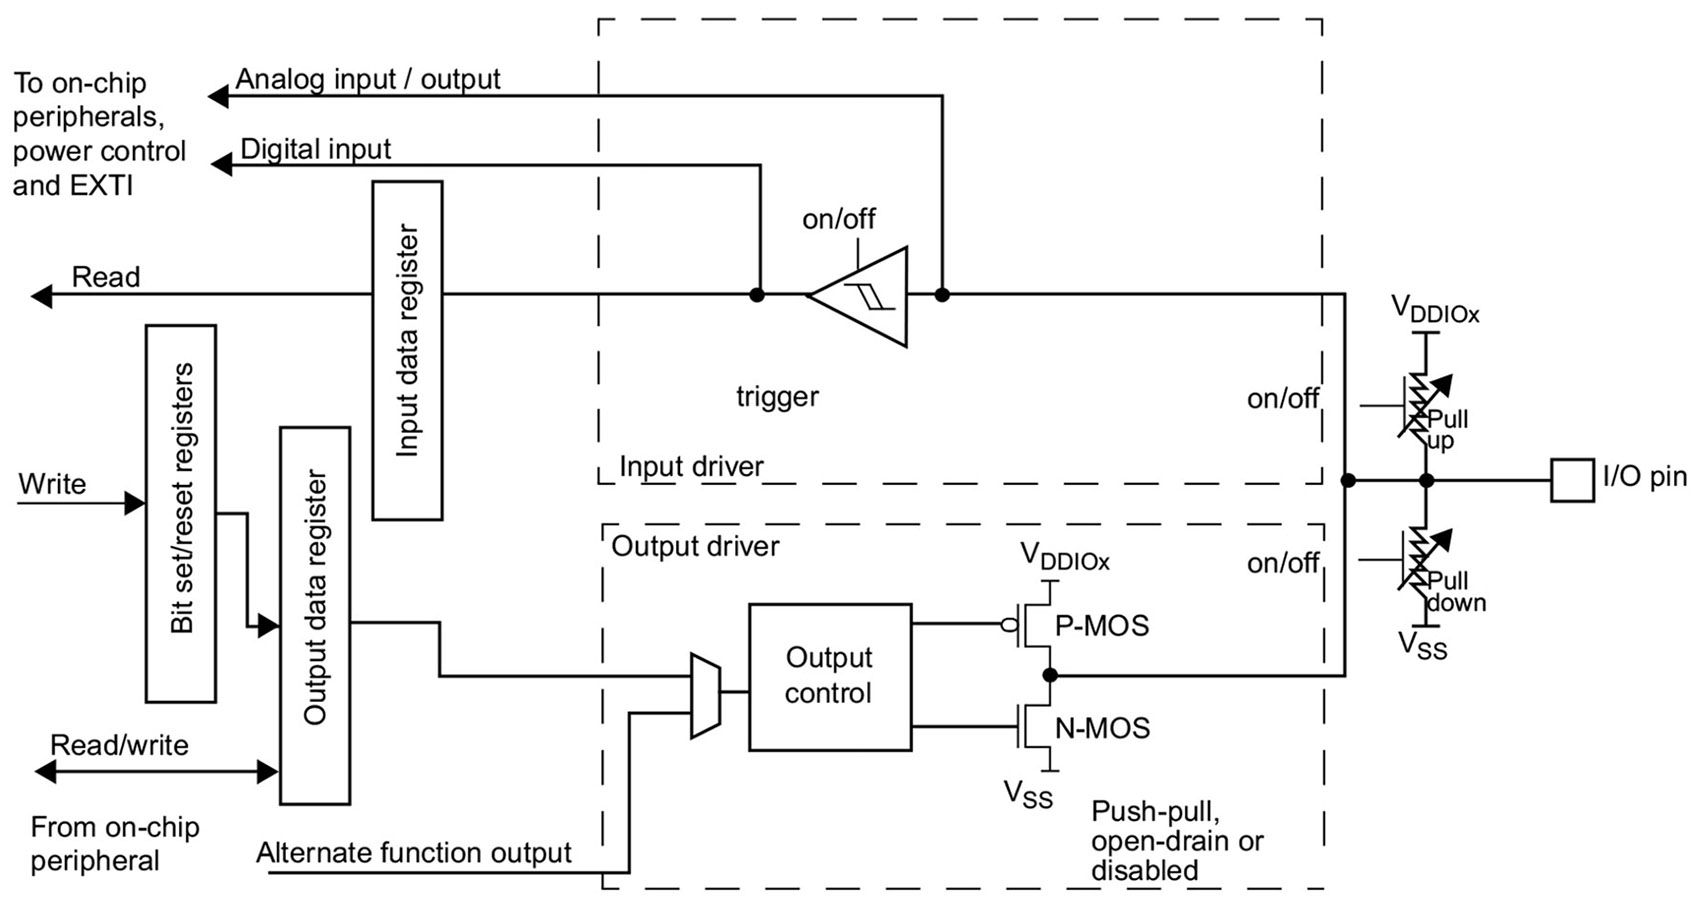 To on-chip
peripherals,
power control
and EXTI
Analog input / output
Digital input
on/off
Read
Input data register
trigger
Input driver
VDDIOx
on/off
Pull
up
Write
Bit set/reset registers
Output data register
I/O pin
Output driver
VDDIOx
on/off
Pull
down
VSS
P-MOS
Output
control
N-MOS
VSS
Read/write
Push-pull,
open-drain or
disabled
From on-chip
peripheral
Alternate function output